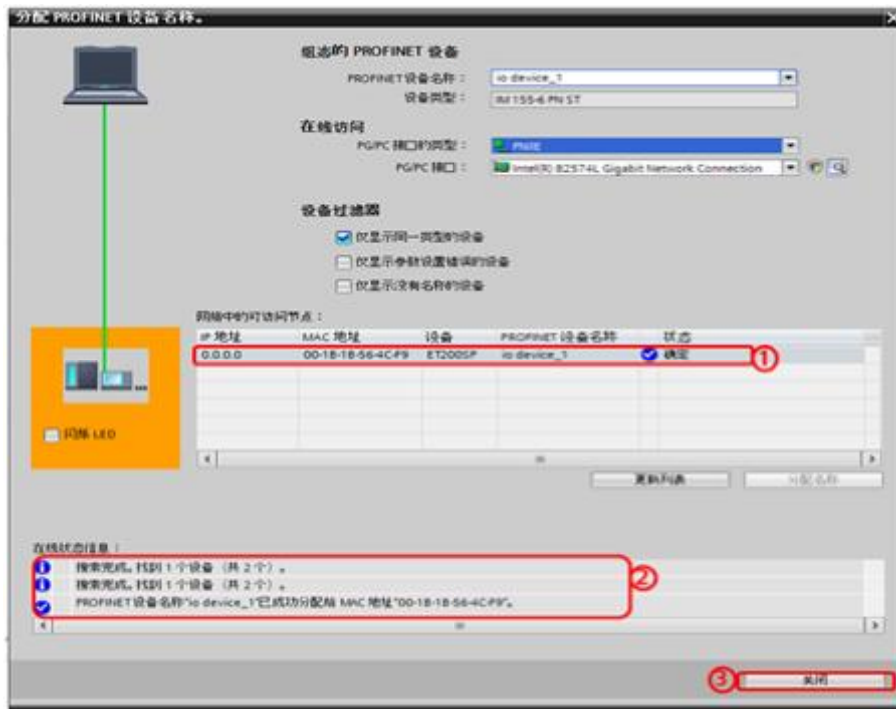 分配 PROFINET 设备名称。
组态的 PROFINET 设备
PROFINET设备名称： io device_1
设备类型： IM 155-6 PN ST
在线访问
PG/PC 接口的类型： PN/IE
PG/PC 接口： Intel(R) 82574L Gigabit Network Connection
设备过滤器
仅显示同一类型的设备
仅显示参数设置错误的设备
仅显示没有名称的设备
网络中的可访问节点：
IP 地址 MAC 地址 设备 PROFINET 设备名称 状态
0.0.0.0 00-1B-1B-56-4C-F9 ET200SP io device_1 确定 ①
闪烁 LED
更新列表 分配名称
在线状态信息：
搜索完成。找到 1 个设备（共 2 个）。
搜索完成。找到 1 个设备（共 2 个）。
②
PROFINET 设备名称"io device_1"已成功分配给 MAC 地址"00-1B-1B-56-4C-F9"。
③ 关闭